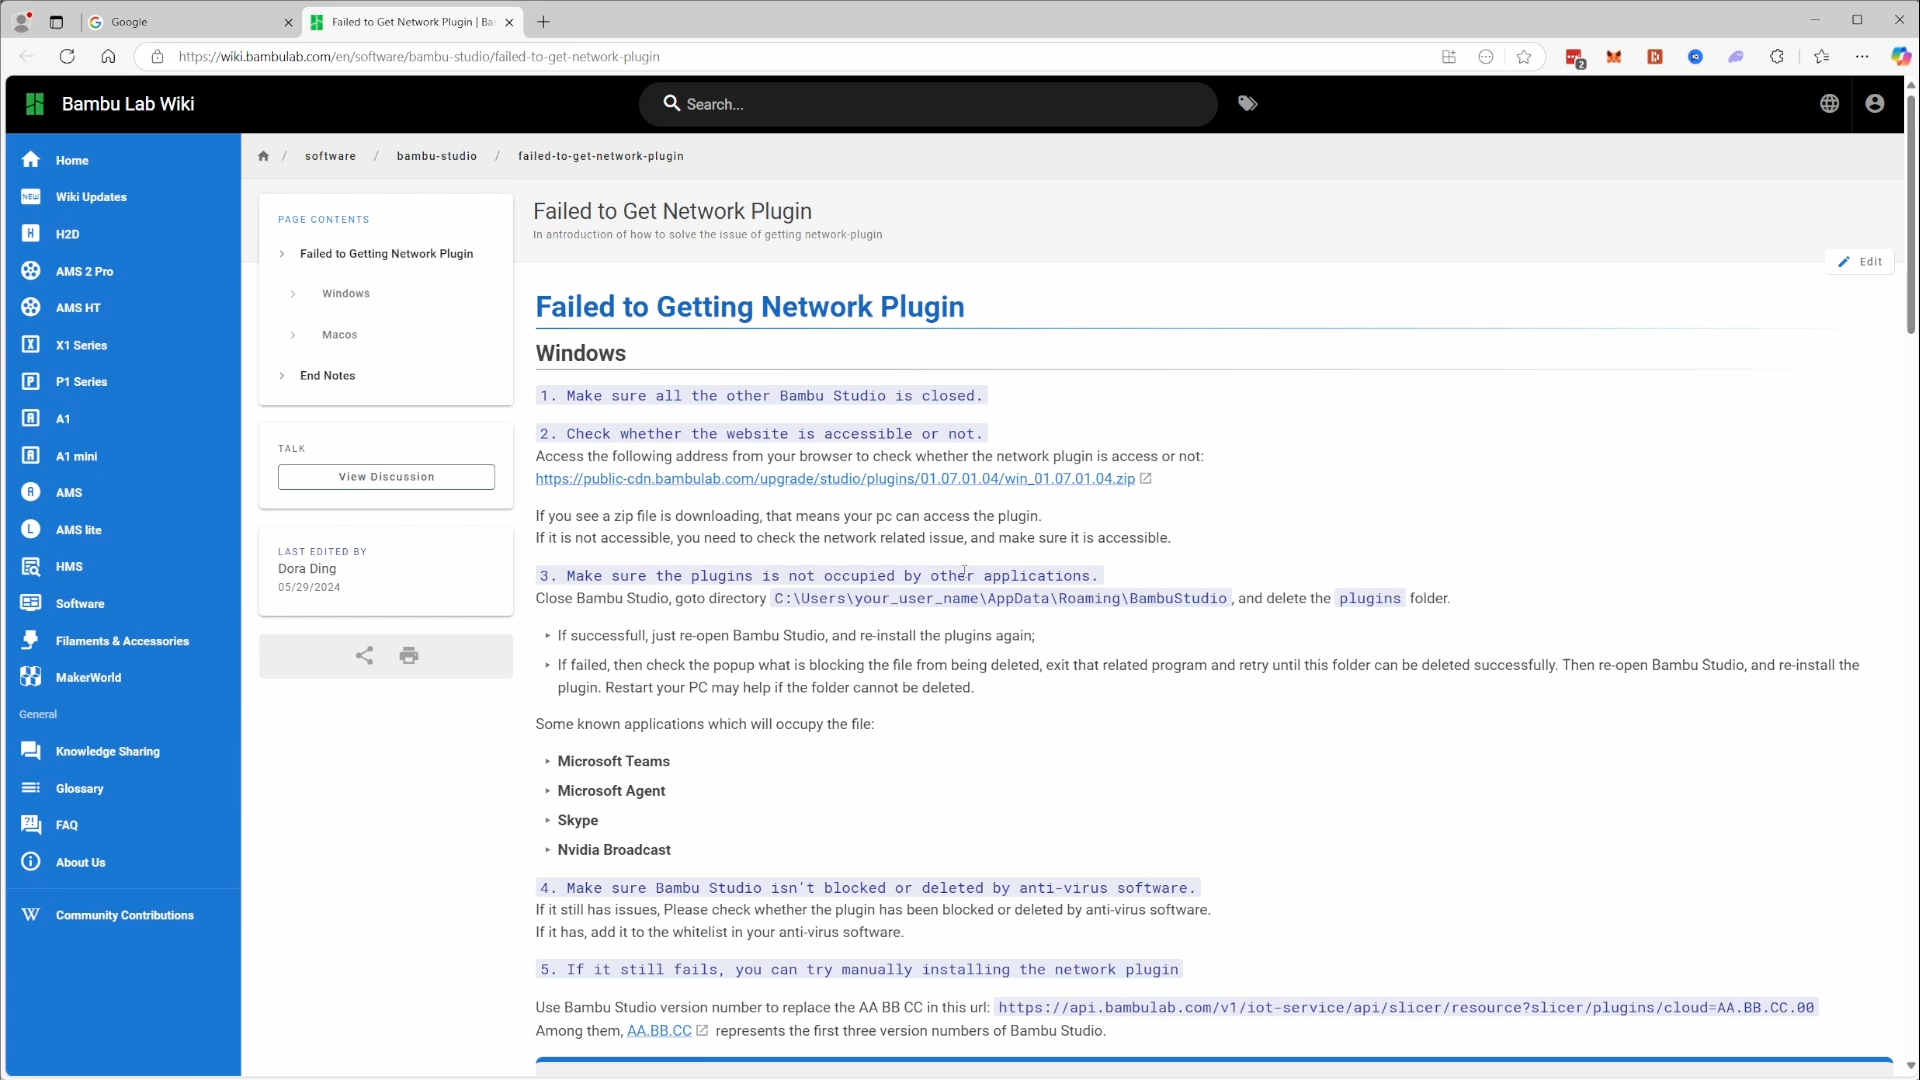 Google
Failed to Get Network Plugin | Ba
https://wiki.bambulab.com/en/software/bambu-studio/failed-to-get-network-plugin
2
Bambu Lab Wiki
Search...
Home
NEW Wiki Updates
H H2D
AMS 2 Pro
AMS HT
X X1 Series
P P1 Series
A A1
A A1 mini
A AMS
L AMS lite
HMS
Software
Filaments & Accessories
MakerWorld
General
Knowledge Sharing
Glossary
FAQ
About Us
W Community Contributions
/ software / bambu-studio / failed-to-get-network-plugin
PAGE CONTENTS
Failed to Getting Network Plugin
Windows
Macos
End Notes
TALK
View Discussion
LAST EDITED BY
Dora Ding
05/29/2024
Failed to Get Network Plugin
In antroduction of how to solve the issue of getting network-plugin
Edit
Failed to Getting Network Plugin
Windows
1. Make sure all the other Bambu Studio is closed.
2. Check whether the website is accessible or not.
Access the following address from your browser to check whether the network plugin is access or not:
https://public-cdn.bambulab.com/upgrade/studio/plugins/01.07.01.04/win_01.07.01.04.zip
If you see a zip file is downloading, that means your pc can access the plugin.
If it is not accessible, you need to check the network related issue, and make sure it is accessible.
3. Make sure the plugins is not occupied by other applications.
Close Bambu Studio, goto directory C:\Users\your_user_name\AppData\Roaming\BambuStudio, and delete the plugins folder.
If successfull, just re-open Bambu Studio, and re-install the plugins again;
If failed, then check the popup what is blocking the file from being deleted, exit that related program and retry until this folder can be deleted successfully. Then re-open Bambu Studio, and re-install the
plugin. Restart your PC may help if the folder cannot be deleted.
Some known applications which will occupy the file:
Microsoft Teams
Microsoft Agent
Skype
Nvidia Broadcast
4. Make sure Bambu Studio isn't blocked or deleted by anti-virus software.
If it still has issues, Please check whether the plugin has been blocked or deleted by anti-virus software.
If it has, add it to the whitelist in your anti-virus software.
5. If it still fails, you can try manually installing the network plugin
Use Bambu Studio version number to replace the AA BB CC in this url: https://api.bambulab.com/v1/iot-service/api/slicer/resource?slicer/plugins/cloud=AA.BB.CC.00
Among them, AA.BB.CC represents the first three version numbers of Bambu Studio.